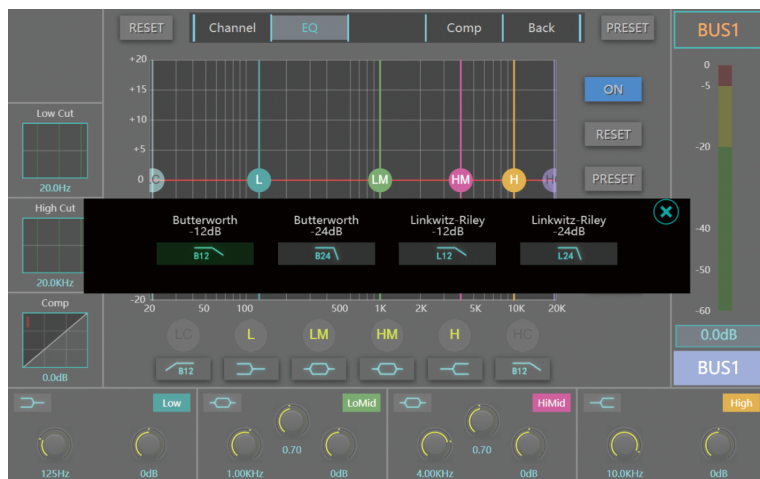 RESET
Channel
EQ
Comp
Back
PRESET
BUS1
+20
+15
+10
+5
0
-20
ON
RESET
PRESET
0
-5
-20
-40
-50
-60
Low Cut
20.0Hz
High Cut
20.0KHz
Comp
0.0dB
L
LM
HM
H
Butterworth
-12dB
B12
Butterworth
-24dB
B24
Linkwitz-Riley
-12dB
L12
Linkwitz-Riley
-24dB
L24
20 50 100 500 1K 2K 5K 10K 20K
LC L LM HM H HC
B12
B12
0.0dB
BUS1
Low
125Hz
0dB
LoMid
0.70
1.00KHz
0dB
HiMid
0.70
4.00KHz
0dB
High
10.0KHz
0dB